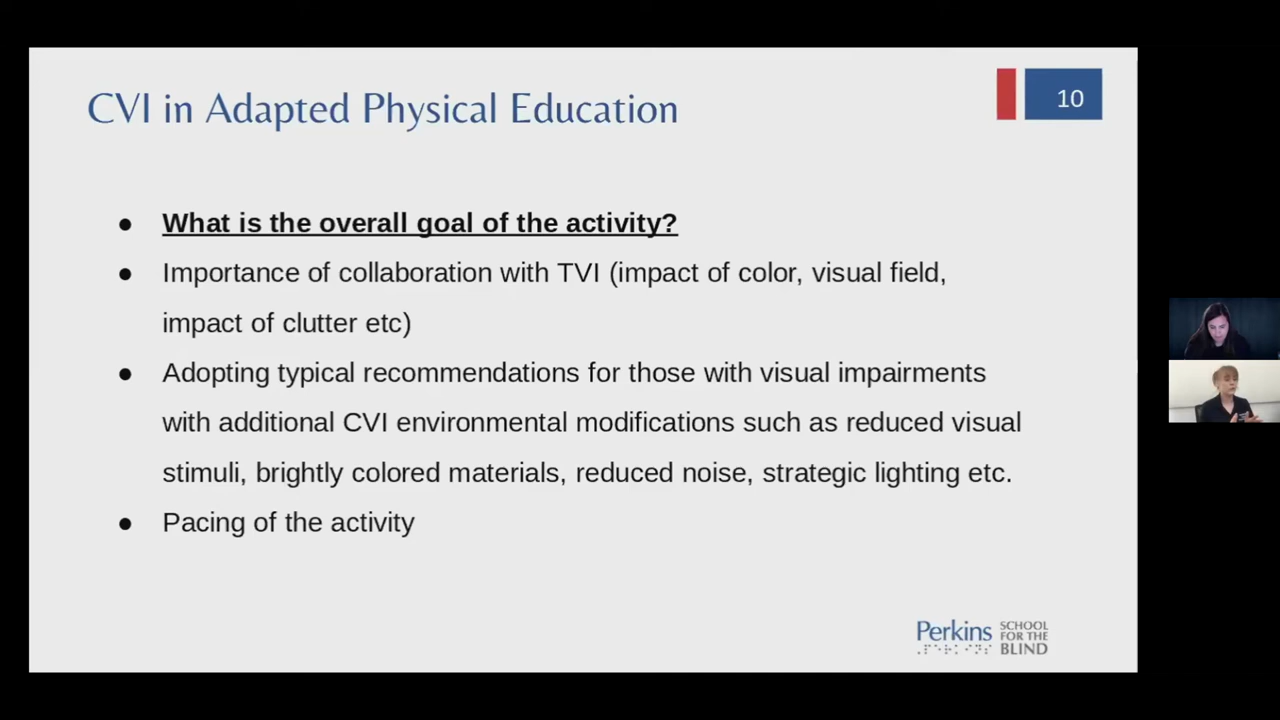 CVI in Adapted Physical Education
10
● What is the overall goal of the activity?
● Importance of collaboration with TVI (impact of color, visual field,
impact of clutter etc)
● Adopting typical recommendations for those with visual impairments
with additional CVI environmental modifications such as reduced visual
stimuli, brightly colored materials, reduced noise, strategic lighting etc.
● Pacing of the activity
Perkins
SCHOOL
FOR THE
BLIND